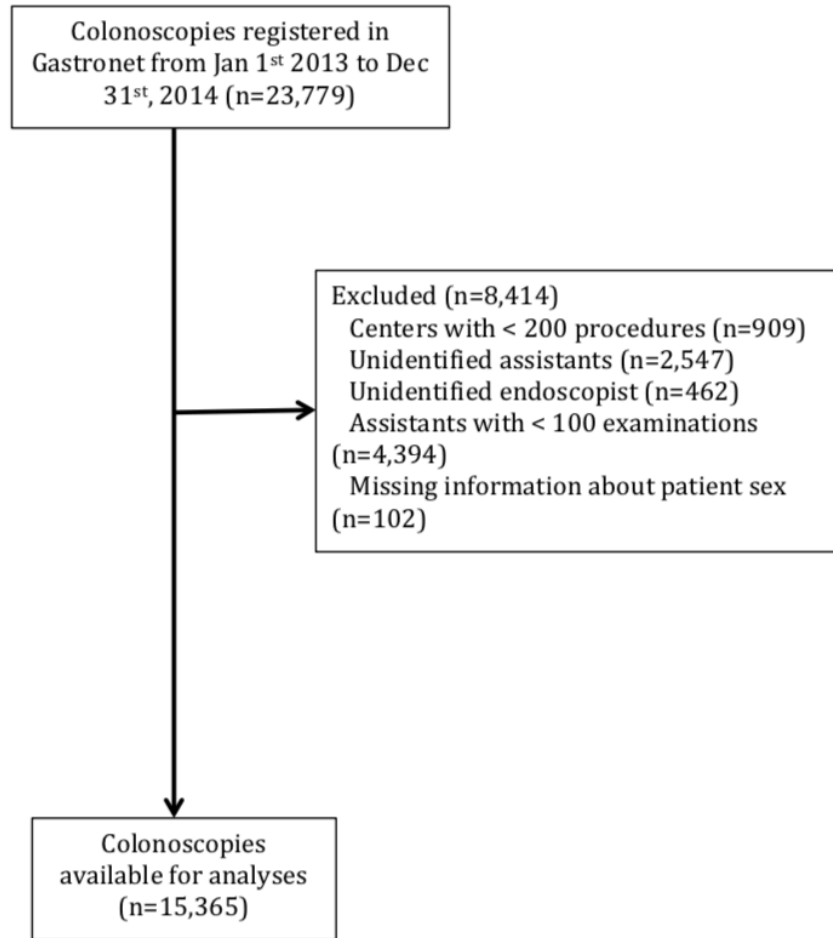 Colonoscopies registered in
Gastronet from Jan 1st 2013 to Dec
31st, 2014 (n=23,779)
Excluded (n=8,414)
Centers with < 200 procedures (n=909)
Unidentified assistants (n=2,547)
Unidentified endoscopist (n=462)
Assistants with < 100 examinations
(n=4,394)
Missing information about patient sex
(n=102)
Colonoscopies
available for analyses
(n=15,365)